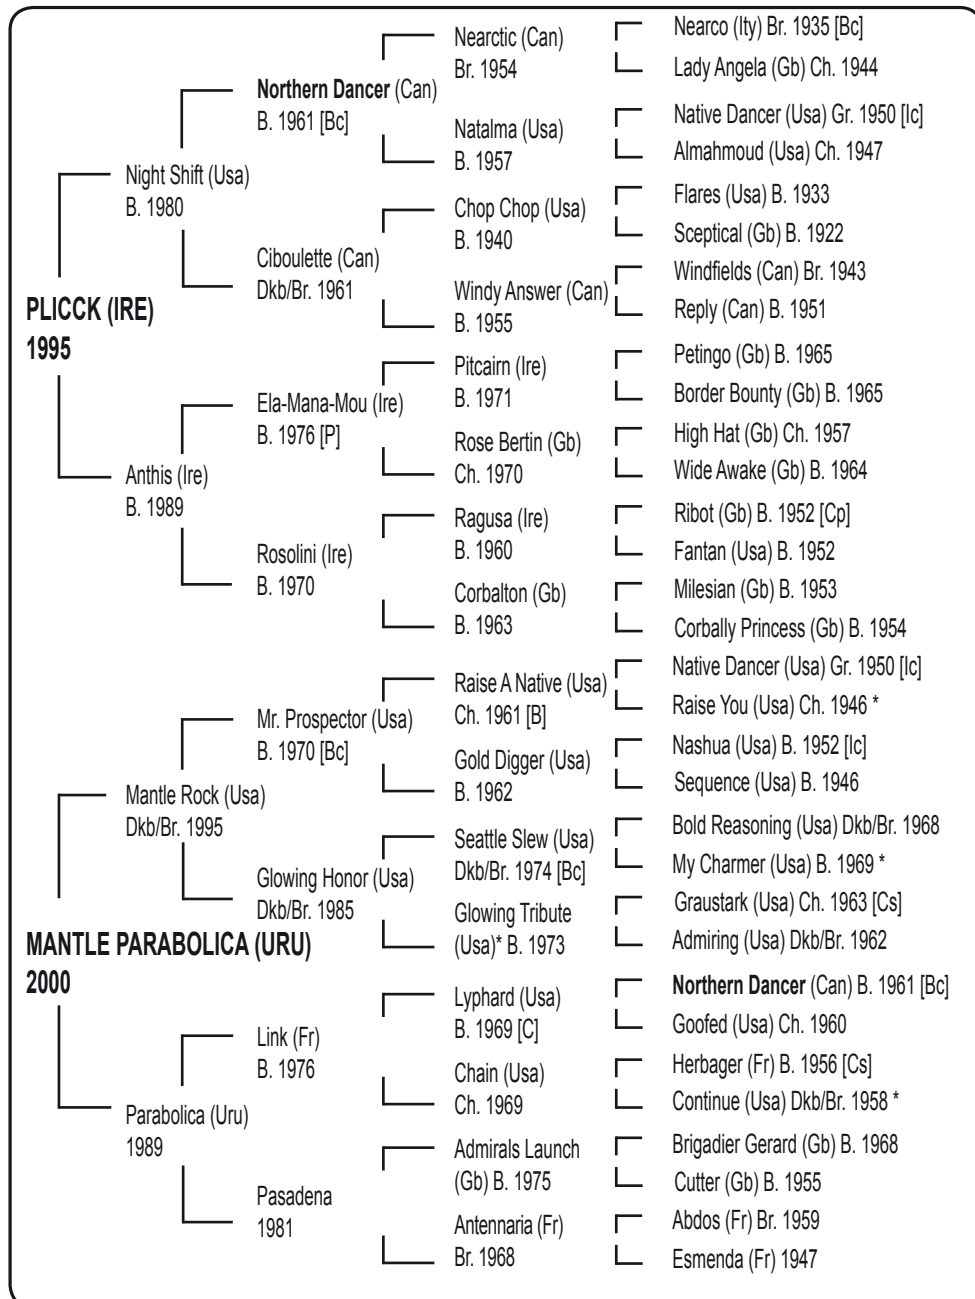 Nearctic (Can)
Br. 1954
Nearco (Ity) Br. 1935 [Bc]
Lady Angela (Gb) Ch. 1944
Northern Dancer (Can)
B. 1961 [Bc]
Natalma (Usa)
B. 1957
Native Dancer (Usa) Gr. 1950 [Ic]
Almahmoud (Usa) Ch. 1947
Night Shift (Usa)
B. 1980
Chop Chop (Usa)
B. 1940
Flares (Usa) B. 1933
Sceptical (Gb) B. 1922
Ciboulette (Can)
Dkb/Br. 1961
Windy Answer (Can)
B. 1955
Windfields (Can) Br. 1943
Reply (Can) B. 1951
PLICCK (IRE)
1995
Pitcairn (Ire)
B. 1971
Petingo (Gb) B. 1965
Border Bounty (Gb) B. 1965
Ela-Mana-Mou (Ire)
B. 1976 [P]
Rose Bertin (Gb)
Ch. 1970
High Hat (Gb) Ch. 1957
Wide Awake (Gb) B. 1964
Anthis (Ire)
B. 1989
Ragusa (Ire)
B. 1960
Ribot (Gb) B. 1952 [Cp]
Fantan (Usa) B. 1952
Rosolini (Ire)
B. 1970
Corbalton (Gb)
B. 1963
Milesian (Gb) B. 1953
Corbally Princess (Gb) B. 1954
Raise A Native (Usa)
Ch. 1961 [B]
Native Dancer (Usa) Gr. 1950 [Ic]
Raise You (Usa) Ch. 1946 *
Mr. Prospector (Usa)
B. 1970 [Bc]
Gold Digger (Usa)
B. 1962
Nashua (Usa) B. 1952 [Ic]
Sequence (Usa) B. 1946
Mantle Rock (Usa)
Dkb/Br. 1995
Seattle Slew (Usa)
Dkb/Br. 1974 [Bc]
Bold Reasoning (Usa) Dkb/Br. 1968
My Charmer (Usa) B. 1969 *
Glowing Honor (Usa)
Dkb/Br. 1985
Glowing Tribute
(Usa)* B. 1973
Graustark (Usa) Ch. 1963 [Cs]
Admiring (Usa) Dkb/Br. 1962
MANTLE PARABOLICA (URU)
2000
Lyphard (Usa)
B. 1969 [C]
Northern Dancer (Can) B. 1961 [Bc]
Goofed (Usa) Ch. 1960
Link (Fr)
B. 1976
Chain (Usa)
Ch. 1969
Herbager (Fr) B. 1956 [Cs]
Continue (Usa) Dkb/Br. 1958 *
Parabolica (Uru)
1989
Admirals Launch
(Gb) B. 1975
Brigadier Gerard (Gb) B. 1968
Cutter (Gb) B. 1955
Pasadena
1981
Antennaria (Fr)
Br. 1968
Abdos (Fr) Br. 1959
Esmenda (Fr) 1947